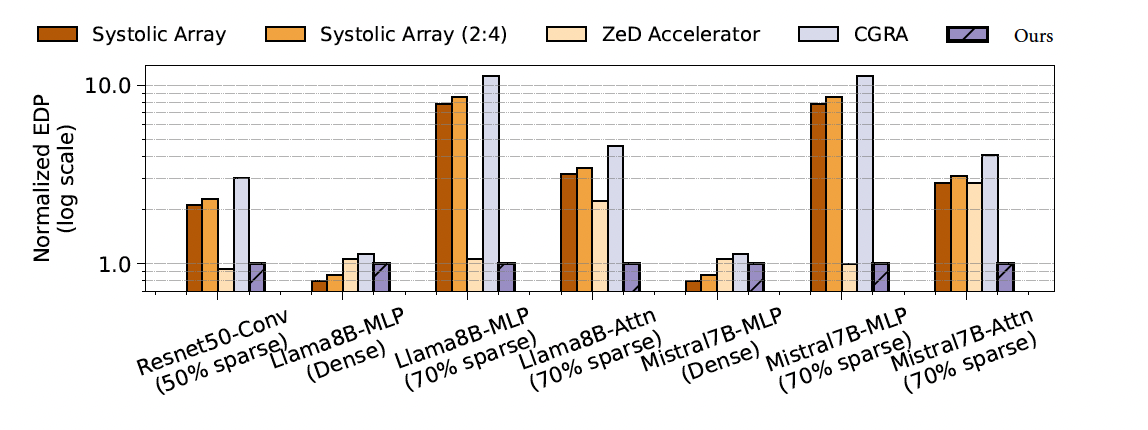 Systolic Array
Systolic Array (2:4)
ZeD Accelerator
CGRA
Ours
Normalized EDP
(log scale)
10.0
1.0
Resnet50-Conv
(50% sparse)
Llama8B-MLP
(Dense)
Llama8B-MLP
(70% sparse)
Llama8B-Attn
(70% sparse)
Mistral7B-MLP
(Dense)
Mistral7B-MLP
(70% sparse)
Mistral7B-Attn
(70% sparse)